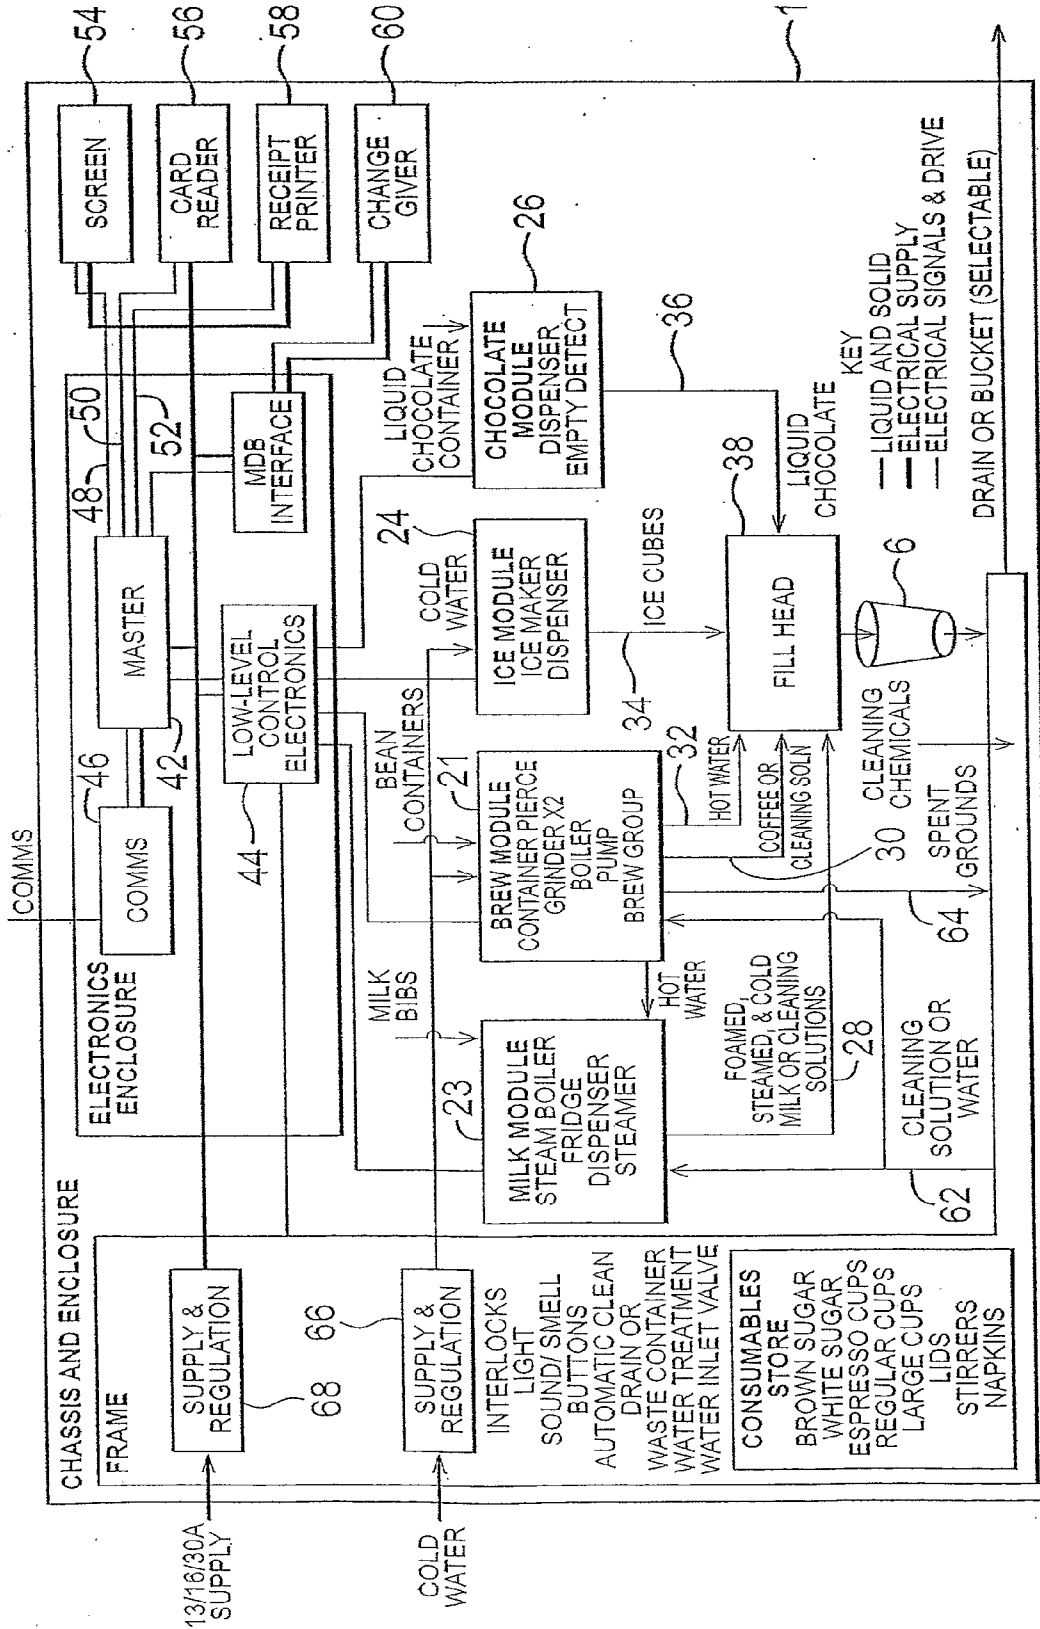 CHASSIS AND ENCLOSURE
1
COMMS
ELECTRONICS
ENCLOSURE
COMMS
46
MASTER
42
48
50
52
SCREEN
54
CARD
READER
56
RECEIPT
PRINTER
58
CHANGE
GIVER
60
MDB
INTERFACE
LOW-LEVEL
CONTROL
ELECTRONICS
44
FRAME
13/16/30A
SUPPLY
SUPPLY &
REGULATION
68
COLD
WATER
SUPPLY &
REGULATION
66
MILK
BIBS
BEAN
CONTAINERS
COLD
WATER
LIQUID
CHOCOLATE
CONTAINER
MILK MODULE
STEAM BOILER
FRIDGE
DISPENSER
STEAMER
23
BREW MODULE
CONTAINER PIERCE
GRINDER X2
BOILER
PUMP
BREW GROUP
21
ICE MODULE
ICE MAKER
DISPENSER
24
CHOCOLATE
MODULE
DISPENSER
EMPTY DETECT
26
HOT
WATER
32
HOT WATER
COFFEE OR
CLEANING SOLN
30
34
ICE CUBES
36
LIQUID
CHOCOLATE
FILL HEAD
38
6
FOAMED,
STEAMED, & COLD
MILK OR CLEANING
SOLUTIONS
28
CLEANING
CHEMICALS
SPENT
GROUNDS
64
CLEANING
SOLUTION OR
WATER
62
INTERLOCKS
LIGHT
SOUND/ SMELL
BUTTONS
AUTOMATIC CLEAN
DRAIN OR
WASTE CONTAINER
WATER TREATMENT
WATER INLET VALVE
CONSUMABLES
STORE
BROWN SUGAR
WHITE SUGAR
ESPRESSO CUPS
REGULAR CUPS
LARGE CUPS
LIDS
STIRRERS
NAPKINS
KEY
LIQUID AND SOLID
ELECTRICAL SUPPLY
ELECTRICAL SIGNALS & DRIVE
DRAIN OR BUCKET (SELECTABLE)